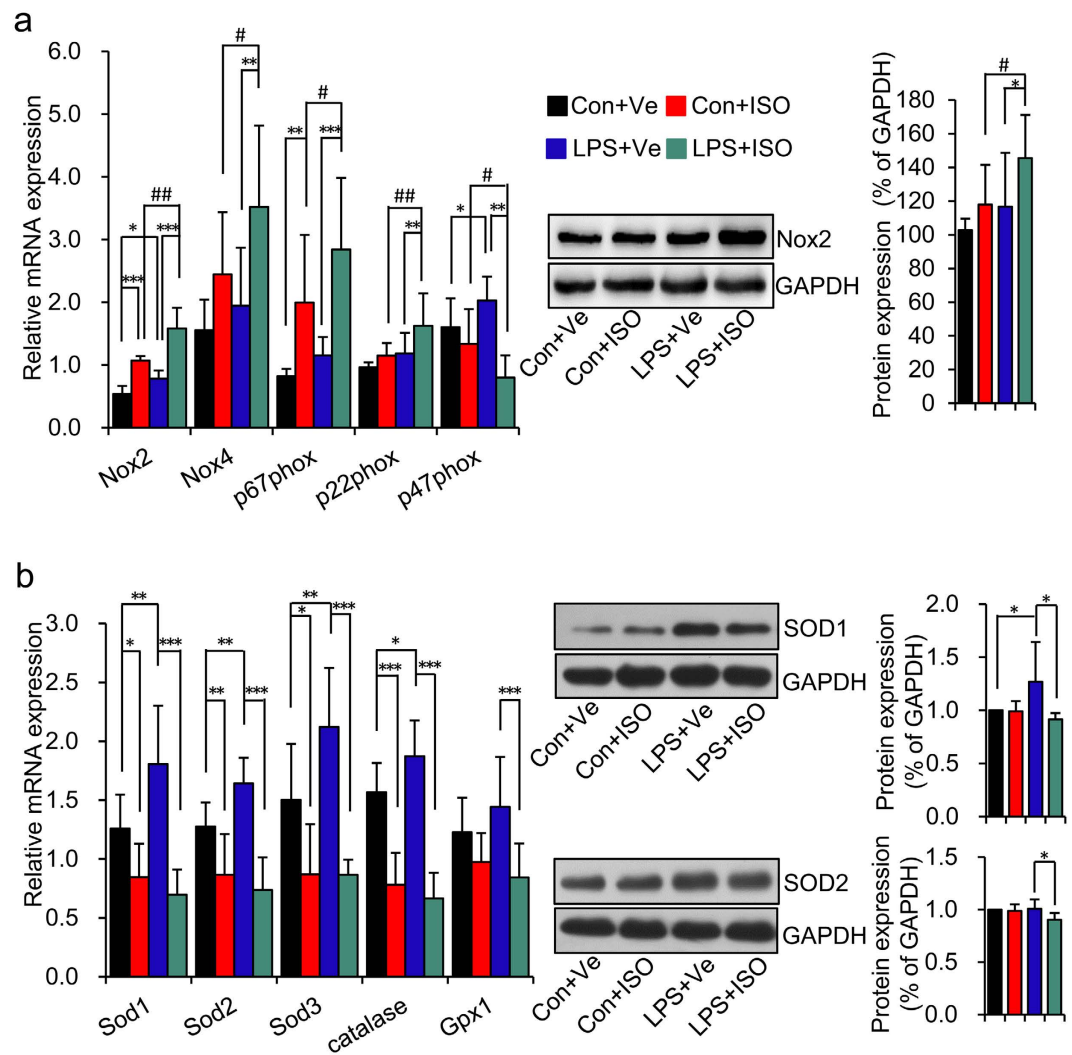 a
Relative mRNA expression
6.0
5.0
4.0
3.0
2.0
1.0
0.0
*** * ## ***
# **
** # ***
## **
* # **
Nox2 Nox4 p67phox p22phox p47phox
Con+Ve Con+ISO
LPS+Ve LPS+ISO
Nox2
GAPDH
Con+Ve Con+ISO LPS+Ve LPS+ISO
Protein expression (% of GAPDH)
180
160
140
120
100
80
60
40
20
0
#
*
b
Relative mRNA expression
3.0
2.5
2.0
1.5
1.0
0.5
0.0
** * ***
** ** ***
** * ***
* *** ***
***
Sod1 Sod2 Sod3 catalase Gpx1
SOD1
GAPDH
Con+Ve Con+ISO LPS+Ve LPS+ISO
Protein expression
(% of GAPDH)
2.0
1.5
1.0
0.5
0.0
* *
SOD2
GAPDH
Con+Ve Con+ISO LPS+Ve LPS+ISO
Protein expression
(% of GAPDH)
1.5
1.0
0.5
0.0
*